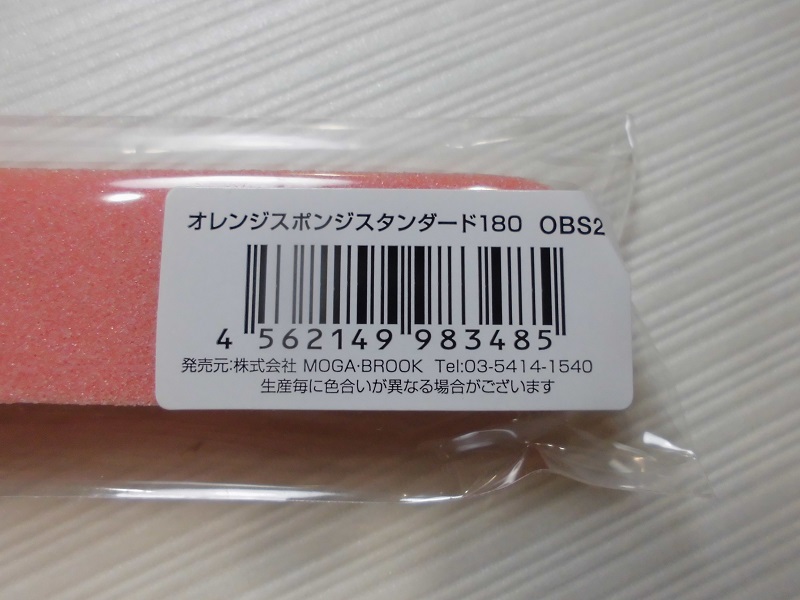 オレンジスポンジスタンダード180 OBS2
4 562149 983485
発売元:株式会社 MOGA·BROOK Tel:03-5414-1540
生産毎に色合いが異なる場合がございます